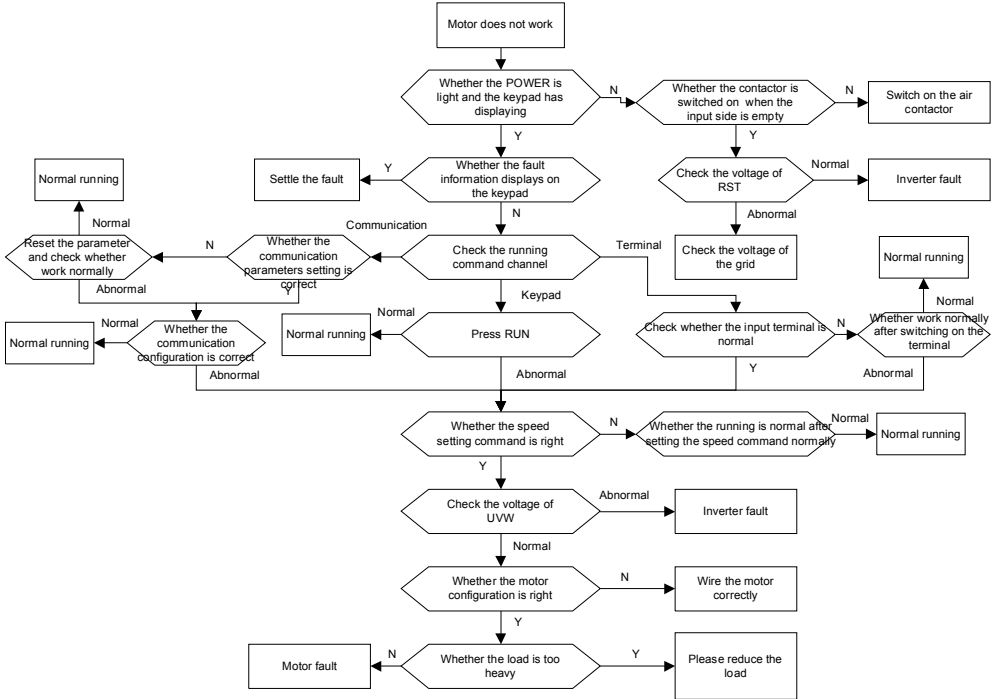 Motor does not work
Whether the POWER is
light and the keypad has
displaying
N
Whether the contactor is
switched on when the
input side is empty
N
Switch on the air
contactor
Y
Y
Normal running
Settle the fault
Y
Whether the fault
information displays on
the keypad
Check the voltage of
RST
Normal
Inverter fault
Normal
Communication
N
Terminal
Abnormal
Reset the parameter
and check whether
work normally
N
Whether the
communication
parameters setting is
correct
Check the running
command channel
Check the voltage of
the grid
Normal running
Abnormal
Y
Keypad
Normal
Normal running
Normal
Whether the
communication
configuration is correct
Normal running
Normal
Press RUN
Check whether the input terminal is
normal
N
Whether work normally
after switching on the
terminal
Abnormal
Abnormal
Y
Abnormal
Whether the speed
setting command is right
N
Whether the running is normal after
setting the speed command normally
Normal
Normal running
Y
Check the voltage of
UVW
Abnormal
Inverter fault
Normal
Whether the motor
configuration is right
N
Wire the motor
correctly
Y
Motor fault
N
Whether the load is too
heavy
Y
Please reduce the
load